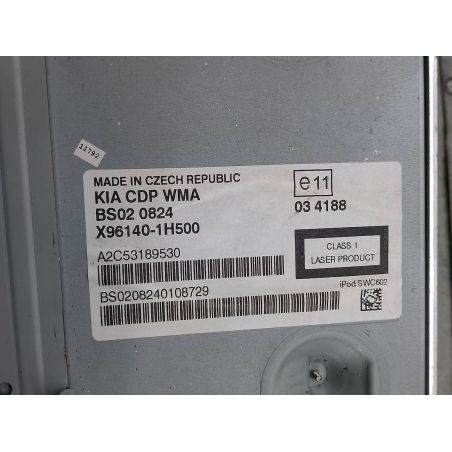 11792
MADE IN CZECH REPUBLIC
KIA CDP WMA
BS02 0824
X96140-1H500
e11
03 4188
A2C53189530
CLASS 1
LASER PRODUCT
BS0208240108729
iPod SWC602